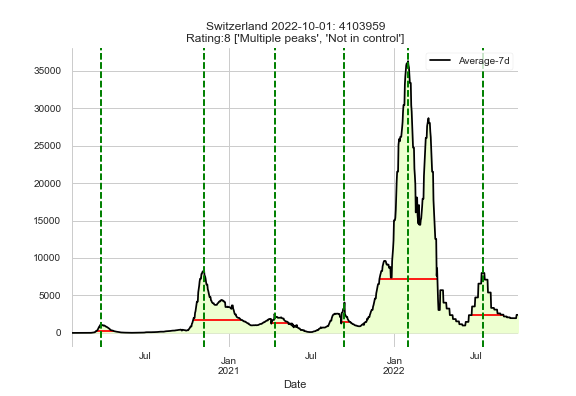 Switzerland 2022-10-01: 4103959
Rating:8 ['Multiple peaks', 'Not in control']
Average-7d
35000
30000
25000
20000
15000
10000
5000
0
Jul
Jan
2021
Jul
Jan
2022
Jul
Date